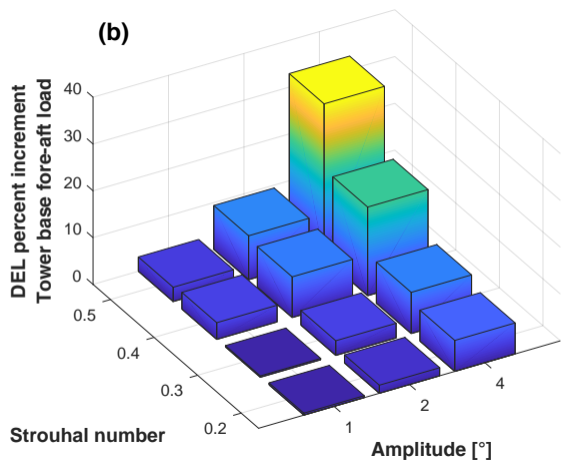 (b)
DEL percent increment
Tower base fore-aft load
40
30
20
10
0
0.5
0.4
0.3
0.2
Strouhal number
1
2
4
Amplitude [°]